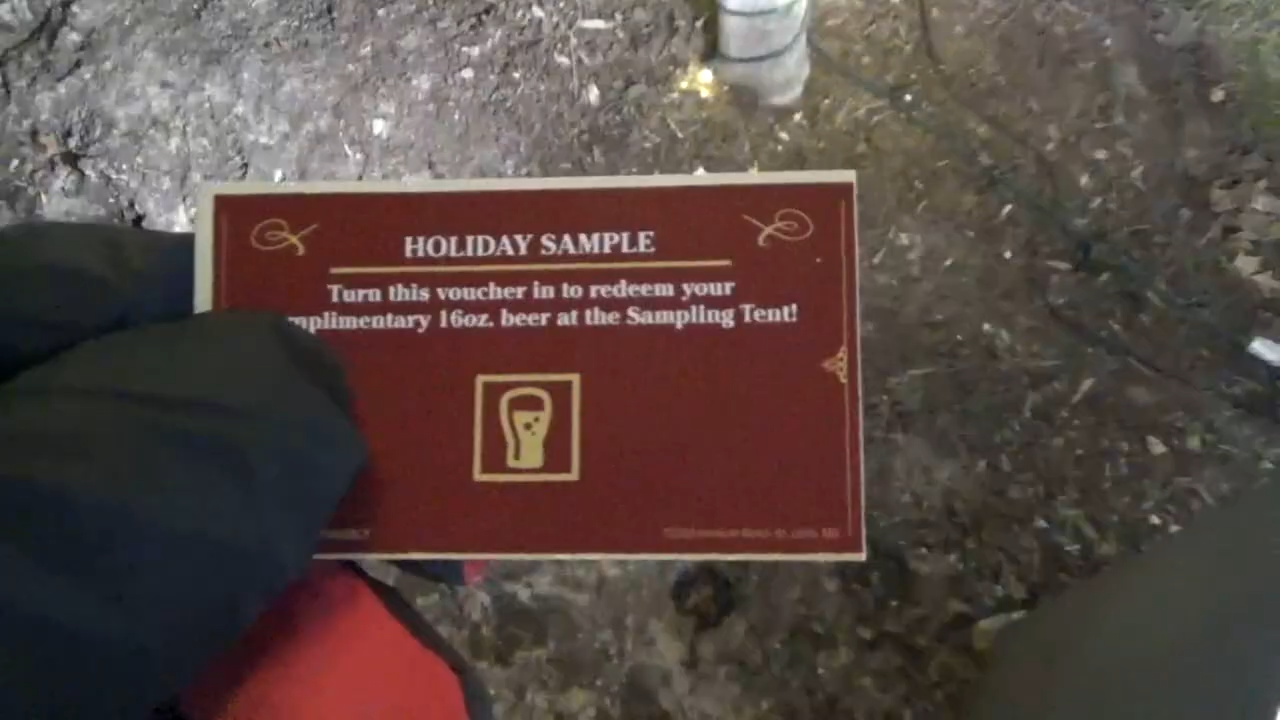 HOLIDAY SAMPLE
Turn this voucher in to redeem your
mplimentary 16oz. beer at the Sampling Tent!